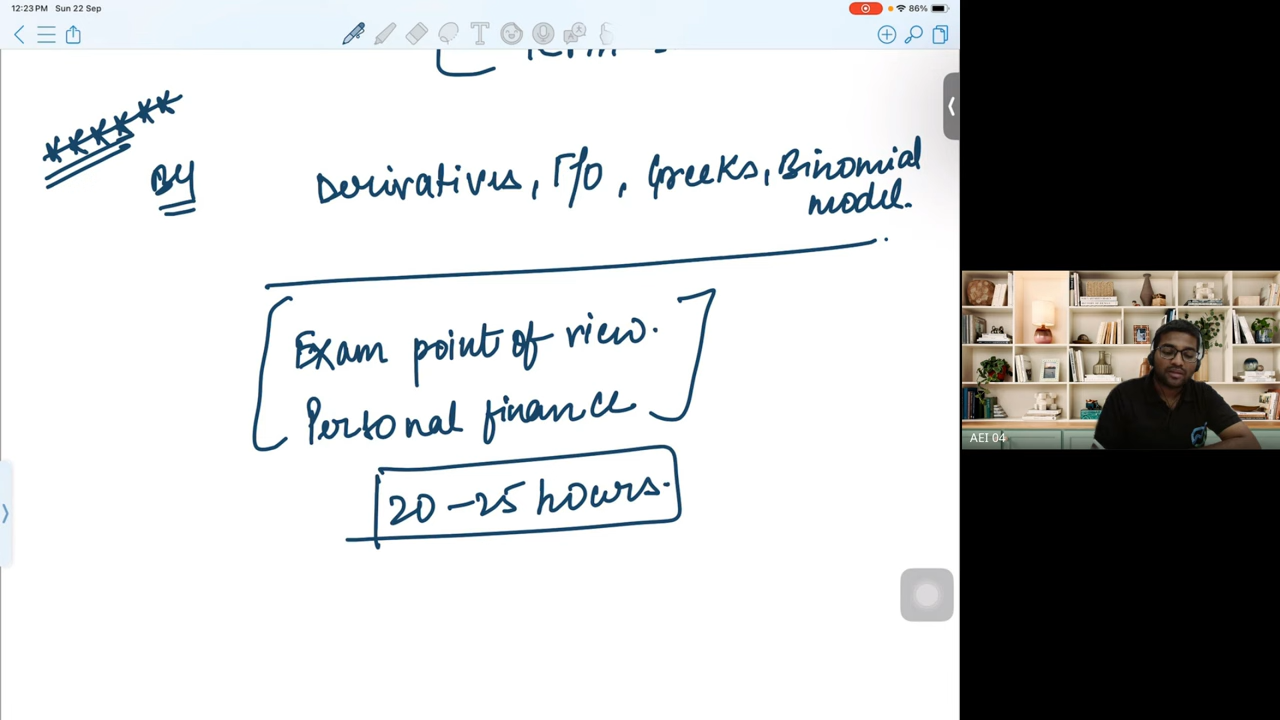 12:23 PM Sun 22 Sep
86%
******
B4 Derivatives, F/O, Greeks, Binomial
model.
Exam point of view.
Personal finance
20-25 hours.
AEI 04